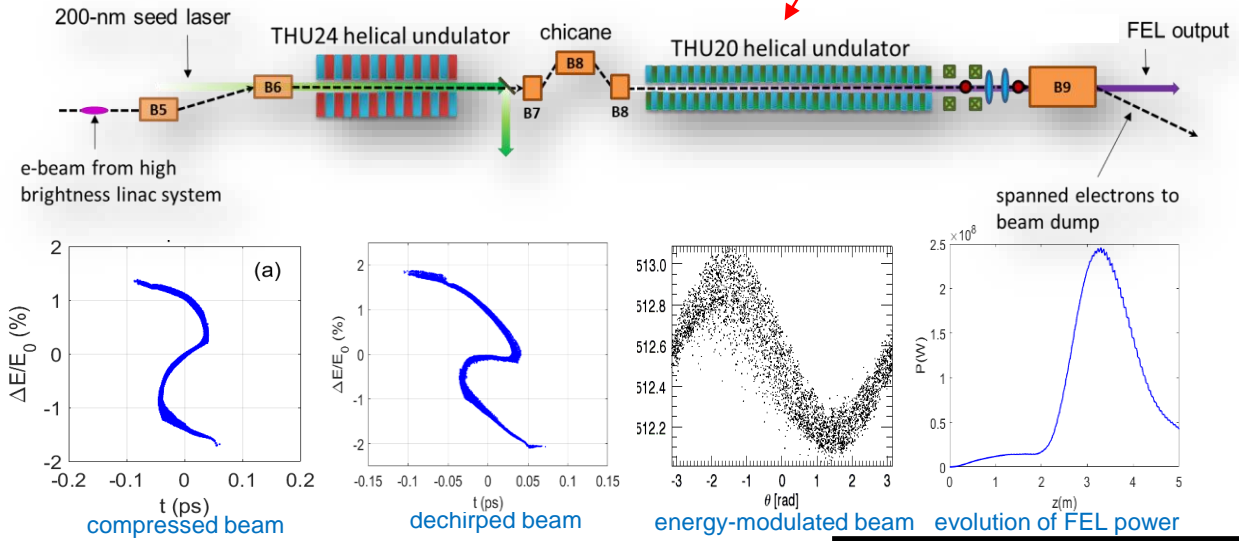 200-nm seed laser
THU24 helical undulator
chicane
THU20 helical undulator
FEL output
B5
B6
B7
B8
B8
B9
e-beam from high
brightness linac system
spanned electrons to
beam dump
(a)
2
1
0
-1
-2
ΔE/E0 (%)
-0.2
-0.1
0
0.1
0.2
t (ps)
compressed beam
2
1
0
-1
-2
ΔE/E0 (%)
-0.15
-0.1
-0.05
0
0.05
0.1
0.15
t (ps)
dechirped beam
513.0
512.8
512.6
512.4
512.2
-3
-2
-1
0
1
2
3
θ [rad]
energy-modulated beam
×10^8
2.5
2
1.5
1
0.5
0
P(W)
0
1
2
3
4
5
z(m)
evolution of FEL power